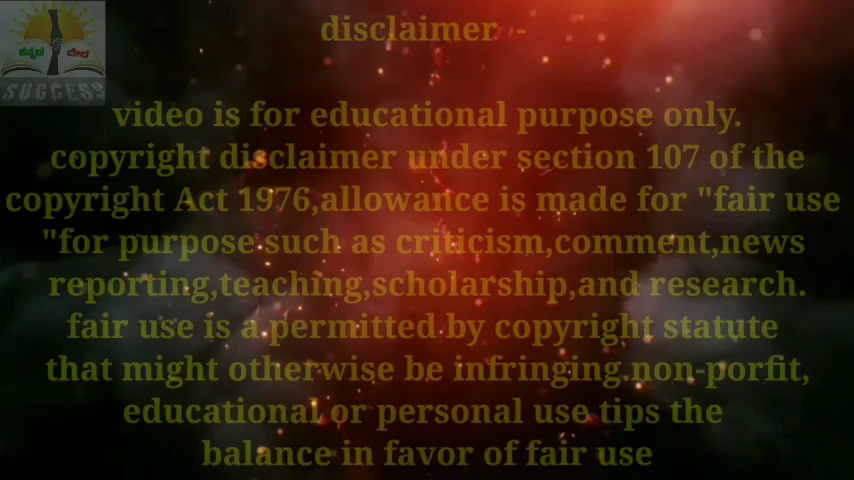 disclaimer -
ಕನ್ನಡ ವೇದ
SUCCESS
video is for educational purpose only.
copyright disclaimer under section 107 of the
copyright Act 1976,allowance is made for "fair use
"for purpose such as criticism,comment,news
reporting,teaching,scholarship,and research.
fair use is a permitted by copyright statute
that might otherwise be infringing.non-porfit,
educational or personal use tips the
balance in favor of fair use